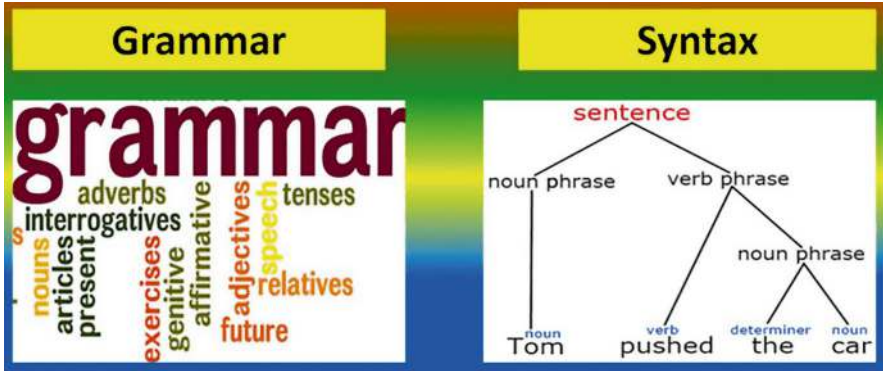 Grammar
Syntax
grammar
adverbs
tenses
interrogatives
nouns
articles
present
exercises
genitive
affirmative
adjectives
speech
relatives
future
sentence
noun phrase verb phrase
noun phrase
noun verb determiner noun
Tom pushed the car